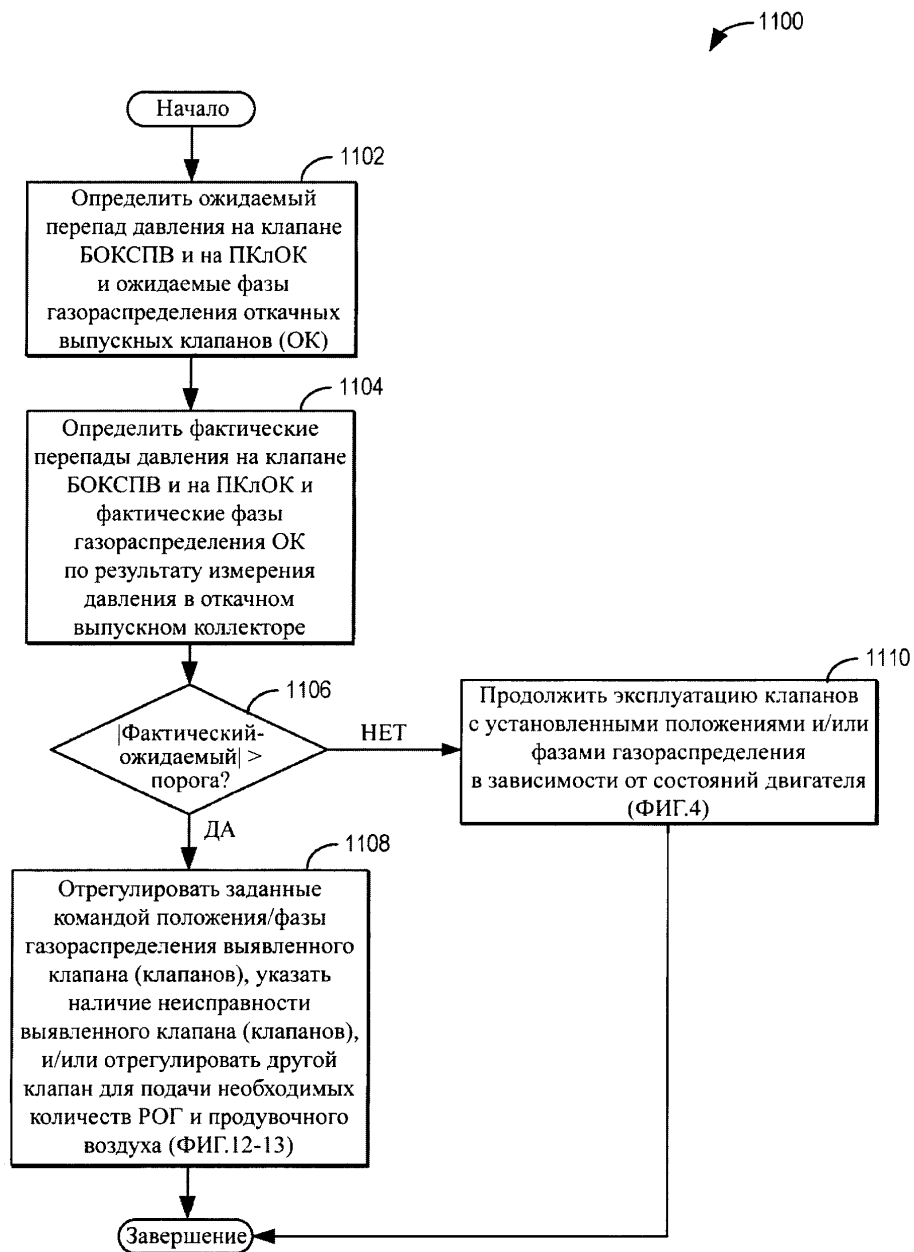 1100
Начало
1102
Определить ожидаемый
перепад давления на клапане
БОКСПВ и на ПКлОК
и ожидаемые фазы
газораспределения откачных
выпускных клапанов (ОК)
1104
Определить фактические
перепады давления на клапане
БОКСПВ и на ПКлОК и
фактические фазы
газораспределения ОК
по результату измерения
давления в откачном
выпускном коллекторе
1106
|Фактический-
ожидаемый| >
порога?
НЕТ
1110
Продолжить эксплуатацию клапанов
с установленными положениями и/или
фазами газораспределения
в зависимости от состояний двигателя
(ФИГ.4)
ДА
1108
Отрегулировать заданные
командой положения/фазы
газораспределения выявленного
клапана (клапанов), указать
наличие неисправности
выявленного клапана (клапанов),
и/или отрегулировать другой
клапан для подачи необходимых
количеств РОГ и продувочного
воздуха (ФИГ.12-13)
Завершение